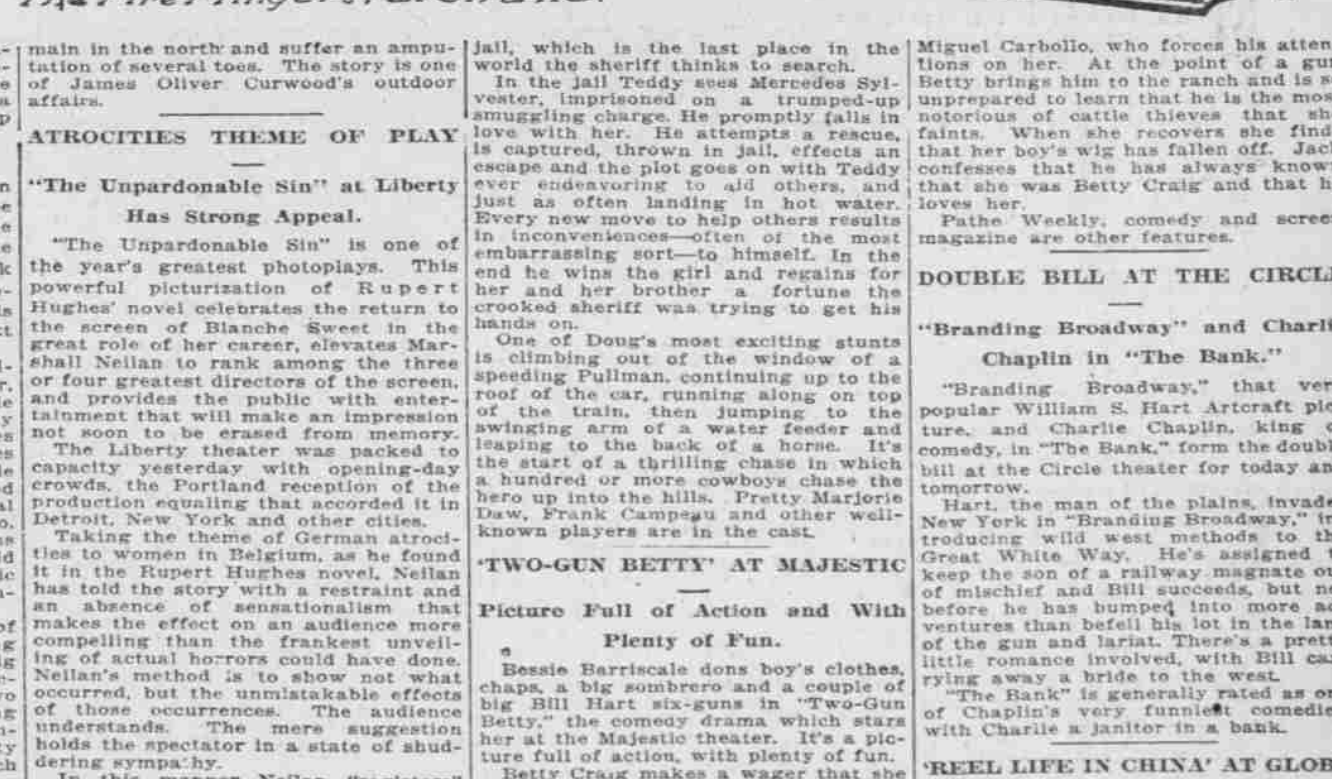 main in the north and suffer an ampu-
tation of several toes. The story is one
of James Oliver Curwood's outdoor
affairs.
ATROCITIES THEME OF PLAY
"The Unpardonable Sin" at Liberty
Has Strong Appeal.
"The Unpardonable Sin" is one of
the year's greatest photoplays. This
powerful picturization of Rupert
Hughes' novel celebrates the return to
the screen of Blanche Sweet in the
great role of her career, elevates Mar-
shall Neilan to rank among the three
or four greatest directors of the screen,
and provides the public with enter-
tainment that will make an impression
not soon to be erased from memory.
The Liberty theater was packed to
capacity yesterday with opening-day
crowds, the Portland reception of the
production equaling that accorded it in
Detroit, New York and other cities.
Taking the theme of German atroci-
ties to women in Belgium, as he found
it in the Rupert Hughes novel, Neilan
has told the story with a restraint and
an absence of sensationalism that
makes the effect on an audience more
compelling than the frankest unveil-
ing of actual horrors could have done.
Neilan's method is to show not what
occurred, but the unmistakable effects
of those occurrences. The audience
understands. The mere suggestion
holds the spectator in a state of shud-
dering sympathy.
In this manner Neilan
jail, which is the last place in the
world the sheriff thinks to search.
In the jail Teddy sees Mercedes Syl-
vester, imprisoned on a trumped-up
smuggling charge. He promptly falls in
love with her. He attempts a rescue,
is captured, thrown in jail, effects an
escape and the plot goes on with Teddy
ever endeavoring to aid others, and
just as often landing in hot water.
Every new move to help others results
in inconveniences—often of the most
embarrassing sort—to himself. In the
end he wins the girl and regains for
her and her brother a fortune the
crooked sheriff was trying to get his
hands on.
One of Doug's most exciting stunts
is climbing out of the window of a
speeding Pullman, continuing up to the
roof of the car, running along on top
of the train, then jumping to the
swinging arm of a water feeder and
leaping to the back of a horse. It's
the start of a thrilling chase in which
a hundred or more cowboys chase the
hero up into the hills. Pretty Marjorie
Daw, Frank Campeau and other well-
known players are in the cast.
'TWO-GUN BETTY' AT MAJESTIC
Picture Full of Action and With
Plenty of Fun.
Bessie Barriscale dons boy's clothes,
chaps, a big sombrero and a couple of
big Bill Hart six-guns in "Two-Gun
Betty," the comedy drama which stars
her at the Majestic theater. It's a pic-
ture full of action, with plenty of fun.
Betty Craig makes a wager that she
Miguel Carbollo, who forces his atten
tions on her. At the point of a gun
Betty brings him to the ranch and is s
unprepared to learn that he is the mos
notorious of cattle thieves that sh
faints. When she recovers she find
that her boy's wig has fallen off. Jack
confesses that he has always known
that she was Betty Craig and that h
loves her.
Pathe Weekly, comedy and screen
magazine are other features.
DOUBLE BILL AT THE CIRCL
"Branding Broadway" and Charli
Chaplin in "The Bank."
"Branding Broadway," that ver
popular William S. Hart Artcraft pic
ture, and Charlie Chaplin, king o
comedy, in "The Bank," form the doubl
bill at the Circle theater for today an
tomorrow.
Hart, the man of the plains, invade
New York in "Branding Broadway," in
troducing wild west methods to th
Great White Way. He's assigned t
keep the son of a railway magnate ou
of mischief and Bill succeeds, but no
before he has bumped into more ad
ventures than befell his lot in the lan
of the gun and lariat. There's a prett
little romance involved, with Bill car
rying away a bride to the west.
"The Bank" is generally rated as on
of Chaplin's very funniest comedie
with Charlie a janitor in a bank.
'REEL LIFE IN CHINA' AT GLOB